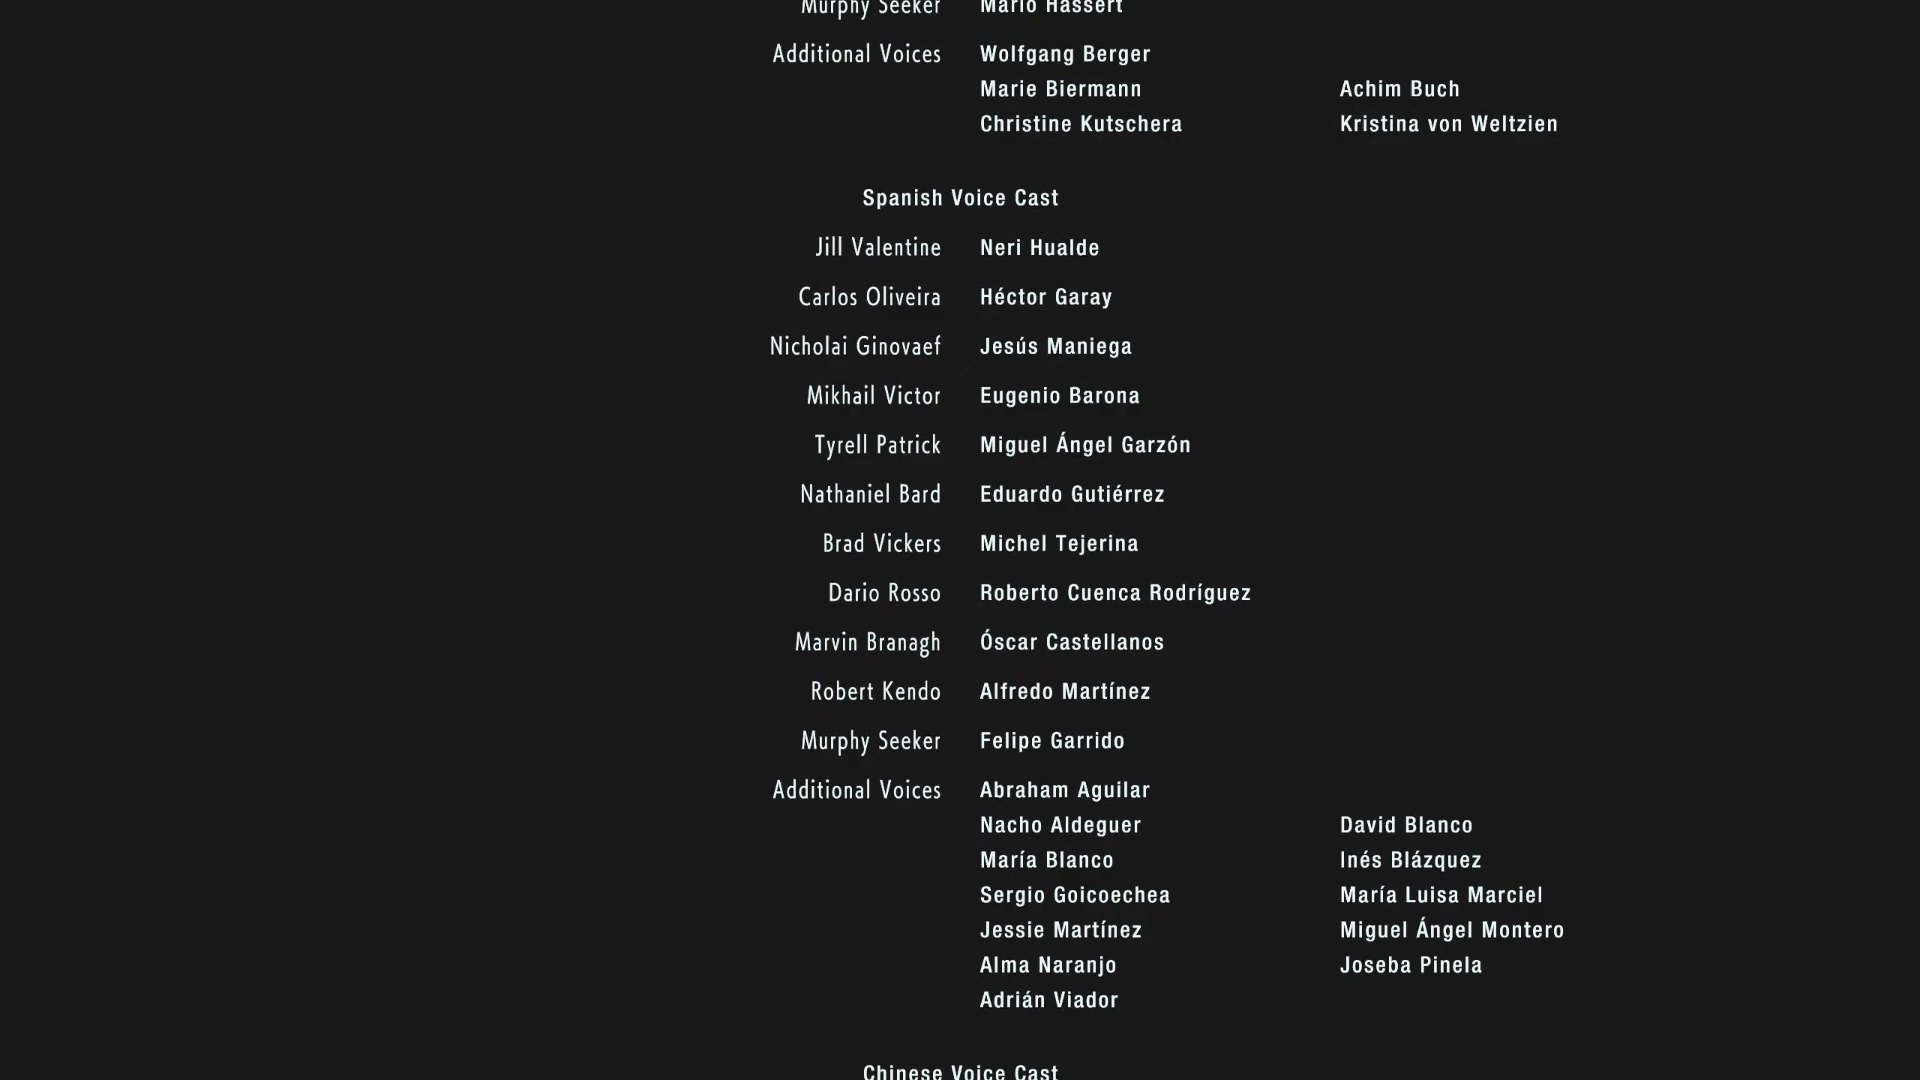 Murphy Seeker Mario Hassert
Additional Voices Wolfgang Berger
Marie Biermann Achim Buch
Christine Kutschera Kristina von Weltzien
Spanish Voice Cast
Jill Valentine Neri Hualde
Carlos Oliveira Héctor Garay
Nicholai Ginovaef Jesús Maniega
Mikhail Victor Eugenio Barona
Tyrell Patrick Miguel Ángel Garzón
Nathaniel Bard Eduardo Gutiérrez
Brad Vickers Michel Tejerina
Dario Rosso Roberto Cuenca Rodríguez
Marvin Branagh Óscar Castellanos
Robert Kendo Alfredo Martínez
Murphy Seeker Felipe Garrido
Additional Voices Abraham Aguilar
Nacho Aldeguer David Blanco
María Blanco Inés Blázquez
Sergio Goicoechea María Luisa Marciel
Jessie Martínez Miguel Ángel Montero
Alma Naranjo Joseba Pinela
Adrián Viador
Chinese Voice Cast